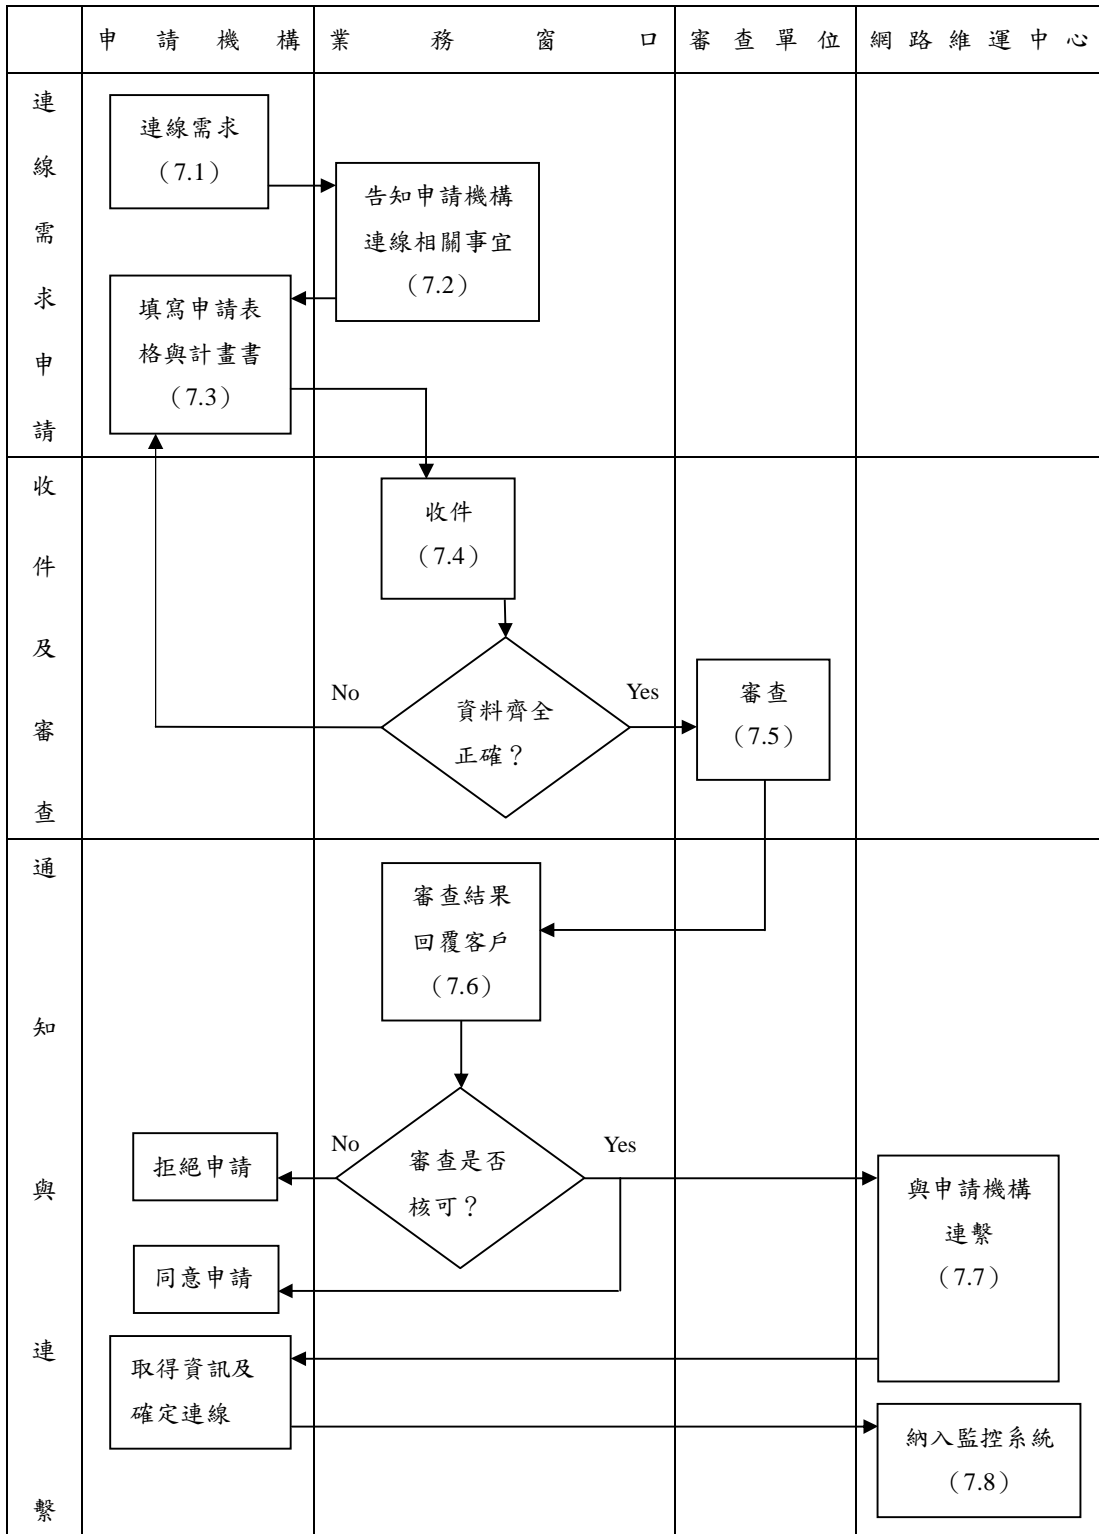 申請機構
業務窗口
審查單位
網路維運中心
連線需求申請
連線需求
（7.1）
告知申請機構
連線相關事宜
（7.2）
填寫申請表
格與計畫書
（7.3）
收件及審查
收件
（7.4）
資料齊全
正確？
No
Yes
審查
（7.5）
通知與連繫
審查結果
回覆客戶
（7.6）
審查是否
核可？
No
Yes
拒絕申請
同意申請
與申請機構
連繫
（7.7）
取得資訊及
確定連線
納入監控系統
（7.8）